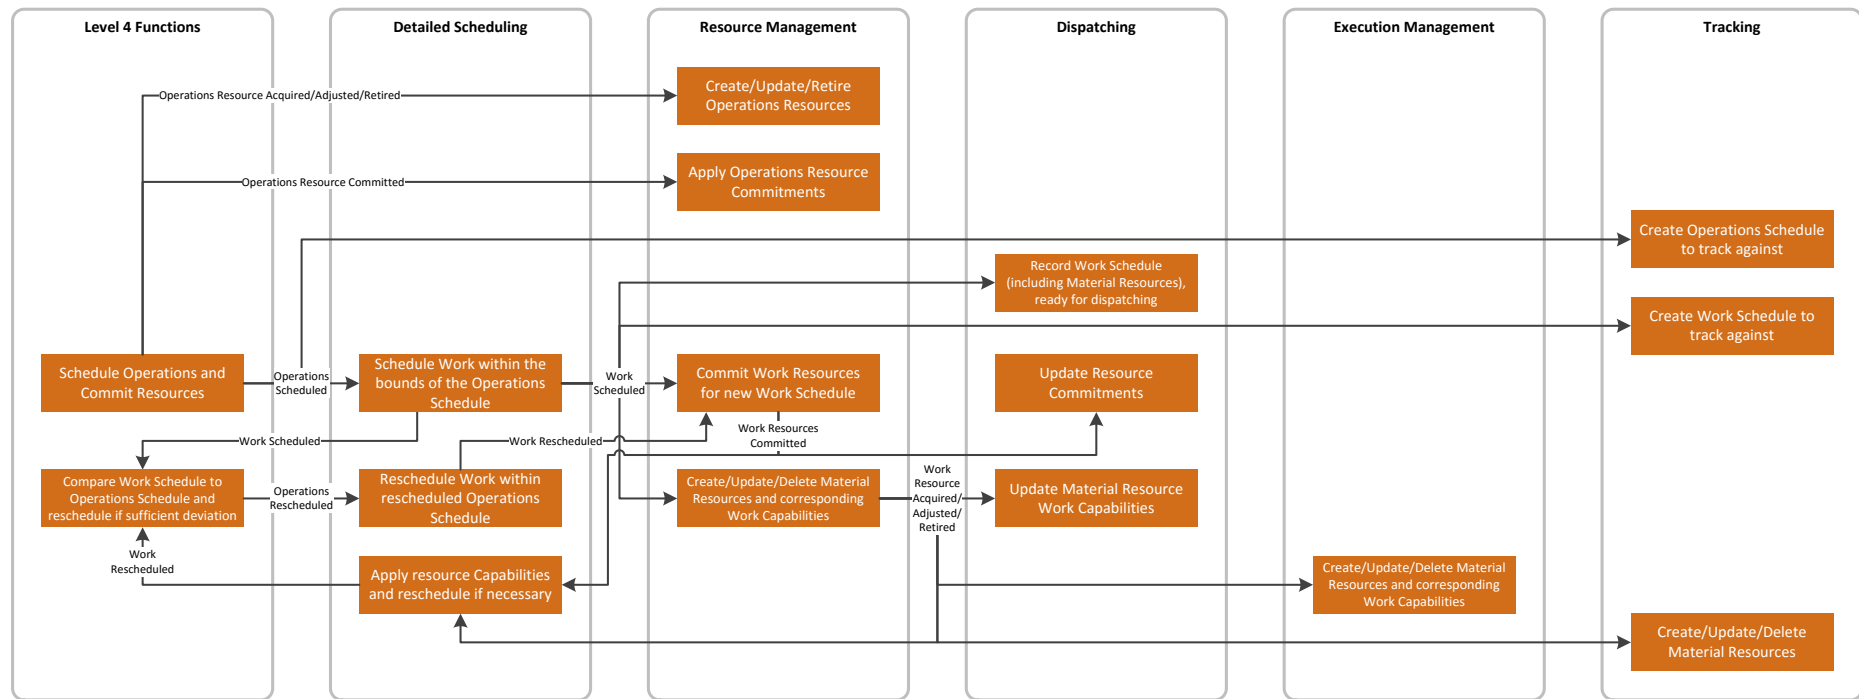 Level 4 Functions
Detailed Scheduling
Resource Management
Dispatching
Execution Management
Tracking
Operations Resource Acquired/Adjusted/Retired
Create/Update/Retire
Operations Resources
Operations Resource Committed
Apply Operations Resource
Commitments
Create Operations Schedule
to track against
Record Work Schedule
(including Material Resources),
ready for dispatching
Create Work Schedule to
track against
Schedule Operations and
Commit Resources
Operations
Scheduled
Schedule Work within the
bounds of the Operations
Schedule
Work
Scheduled
Commit Work Resources
for new Work Schedule
Update Resource
Commitments
Work Scheduled
Work Rescheduled
Work Resources
Committed
Compare Work Schedule to
Operations Schedule and
reschedule if sufficient deviation
Operations
Rescheduled
Reschedule Work within
rescheduled Operations
Schedule
Create/Update/Delete Material
Resources and corresponding
Work Capabilities
Work
Resource
Acquired/
Adjusted/
Retired
Update Material Resource
Work Capabilities
Work
Rescheduled
Apply resource Capabilities
and reschedule if necessary
Create/Update/Delete Material
Resources and corresponding
Work Capabilities
Create/Update/Delete
Material Resources